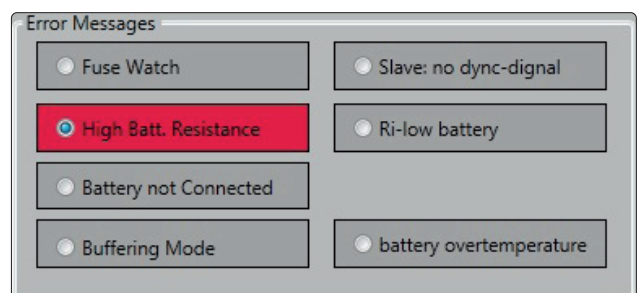 Error Messages
Fuse Watch
Slave: no dync-dignal
High Batt. Resistance
Ri-low battery
Battery not Connected
Buffering Mode
battery overtemperature